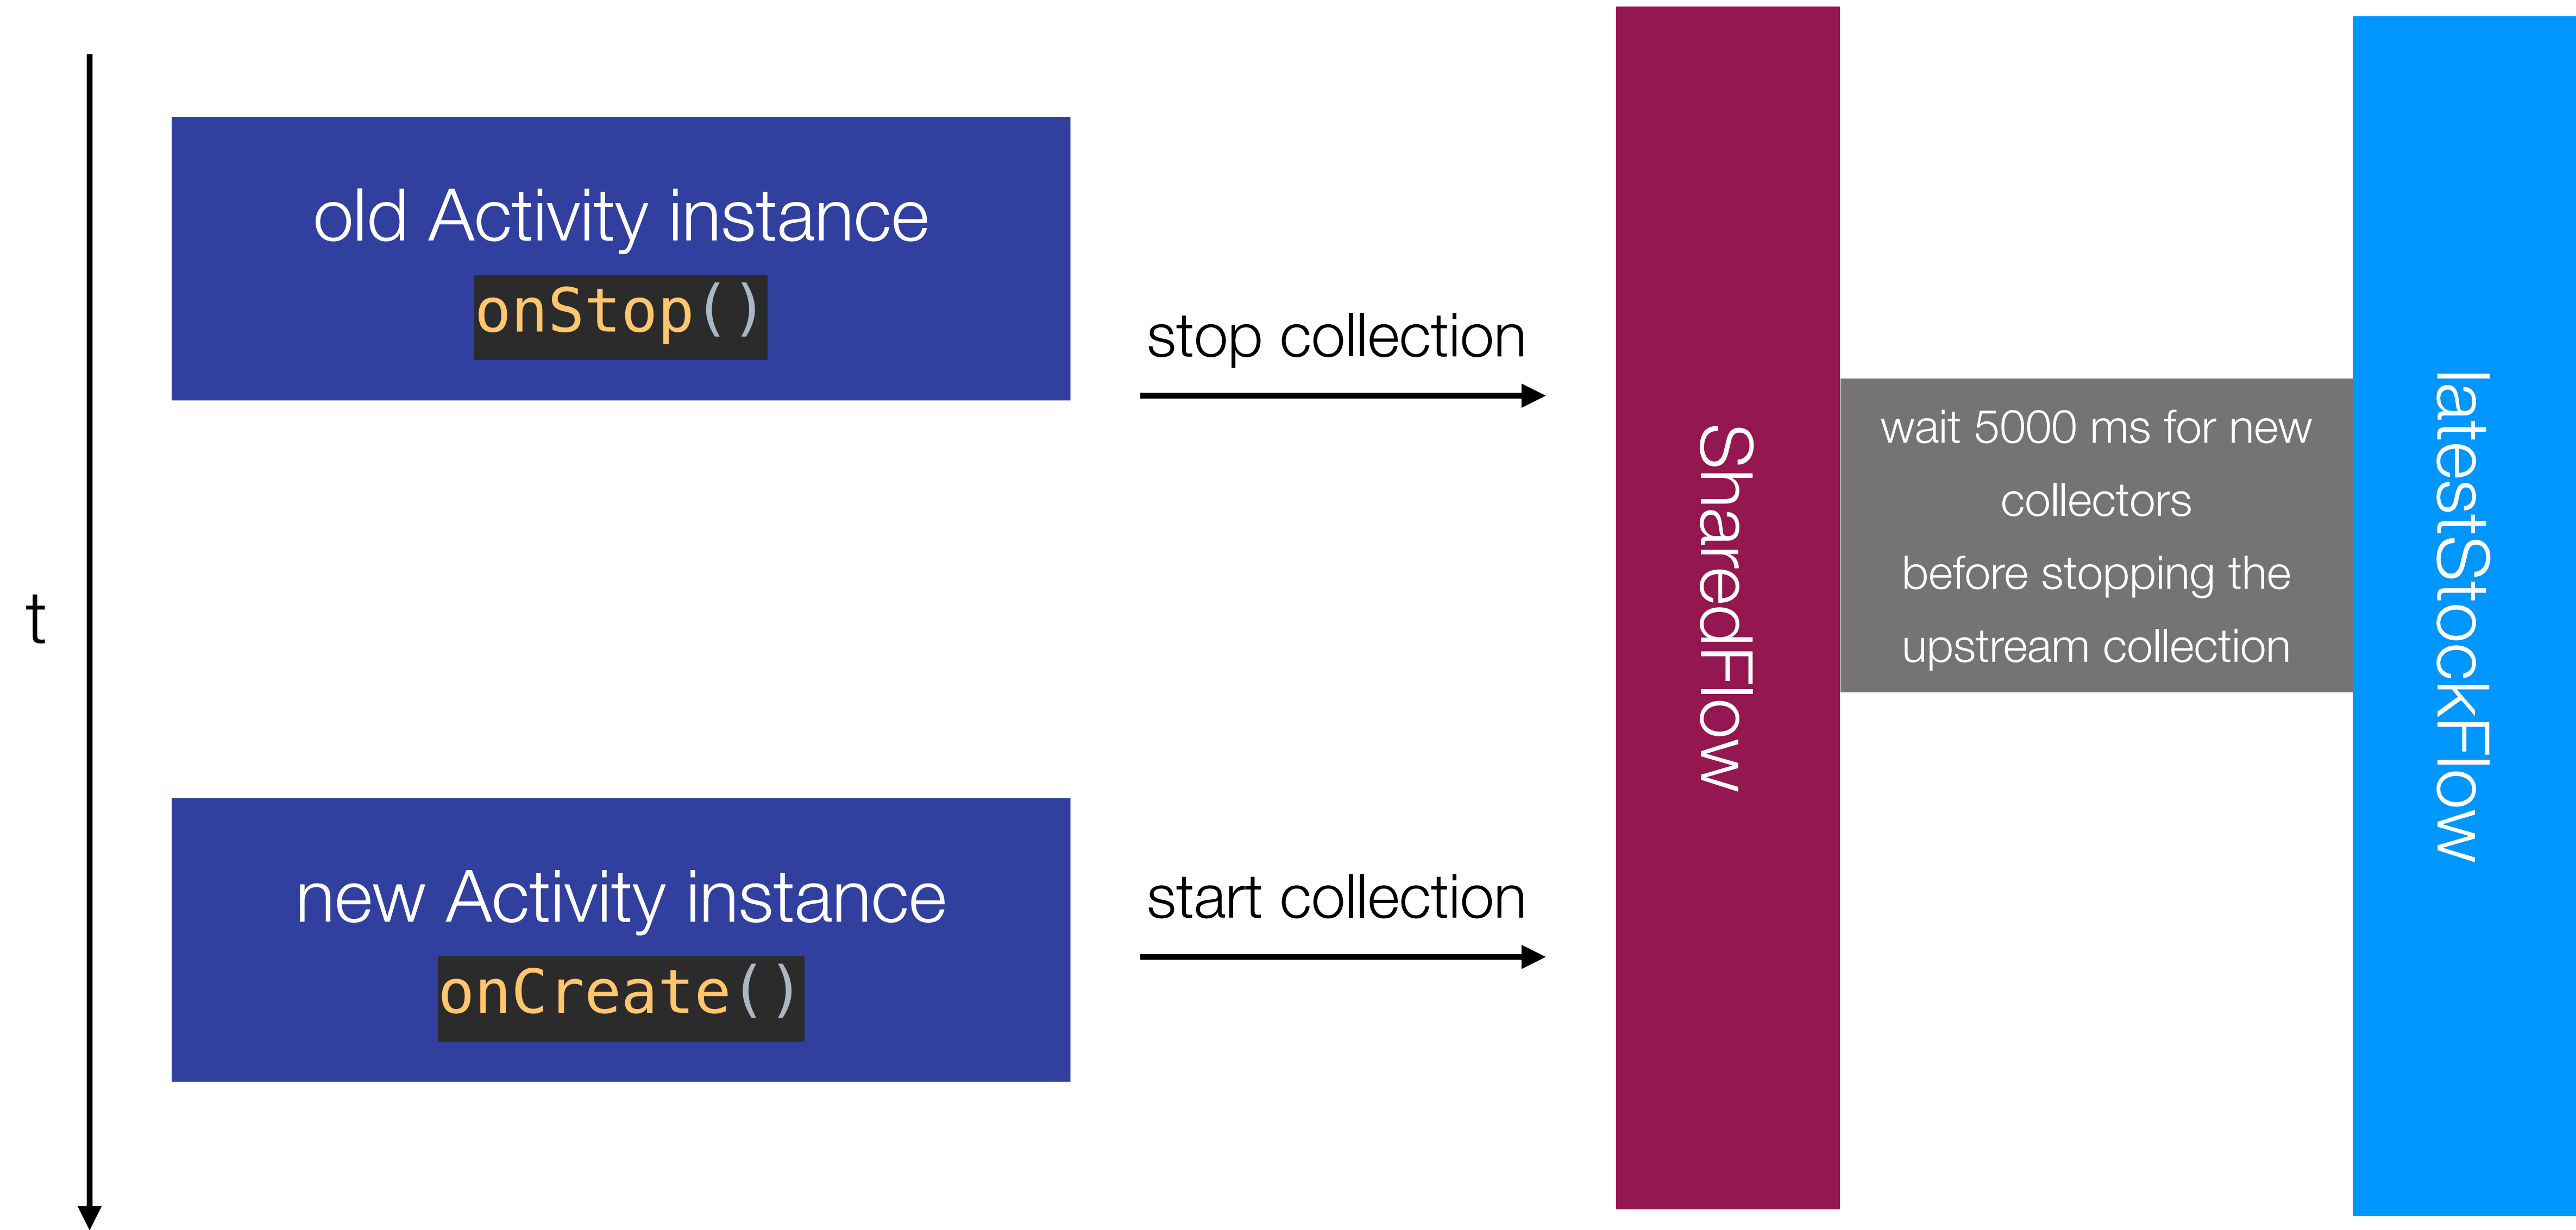 t
old Activity instance
onStop()
stop collection
new Activity instance
onCreate()
start collection
SharedFlow
wait 5000 ms for new
collectors
before stopping the
upstream collection
latestStockFlow